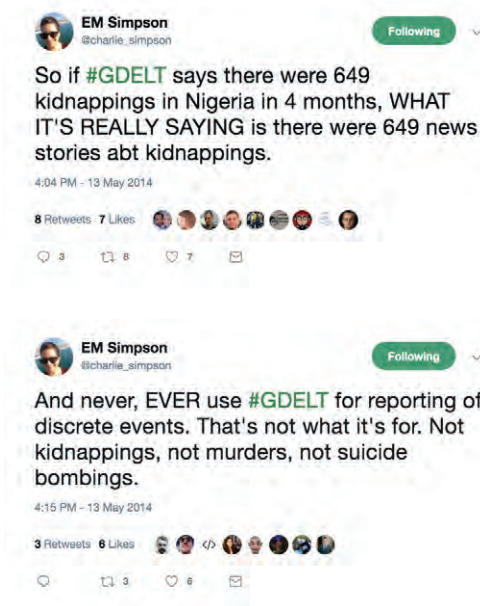 EM Simpson
@charlie_simpson
Following
So if #GDELT says there were 649
kidnappings in Nigeria in 4 months, WHAT
IT'S REALLY SAYING is there were 649 news
stories abt kidnappings.
4:04 PM - 13 May 2014
8 Retweets 7 Likes
3 8 7
EM Simpson
@charlie_simpson
Following
And never, EVER use #GDELT for reporting of
discrete events. That's not what it's for. Not
kidnappings, not murders, not suicide
bombings.
4:15 PM - 13 May 2014
3 Retweets 6 Likes
3 6